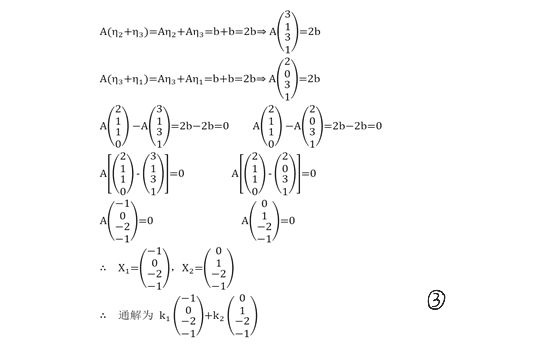 A(η₂+η₃)=Aη₂+Aη₃=b+b=2b⇒ A(3 1 3 1)=2b
A(η₃+η₁)=Aη₃+Aη₁=b+b=2b⇒ A(2 0 3 1)=2b
A(2 1 1 0)−A(3 1 3 1)=2b-2b=0 A(2 1 1 0)−A(2 0 3 1)=2b-2b=0
A[(2 1 1 0)-(3 1 3 1)]=0 A[(2 1 1 0)-(2 0 3 1)]=0
A(−1 0 −2 −1)=0 A(0 1 −2 −1)=0
∴ X₁=(−1 0 −2 −1), X₂=(0 1 −2 −1)
∴ 通解为 k₁(−1 0 −2 −1)+k₂(0 1 −2 −1)
③